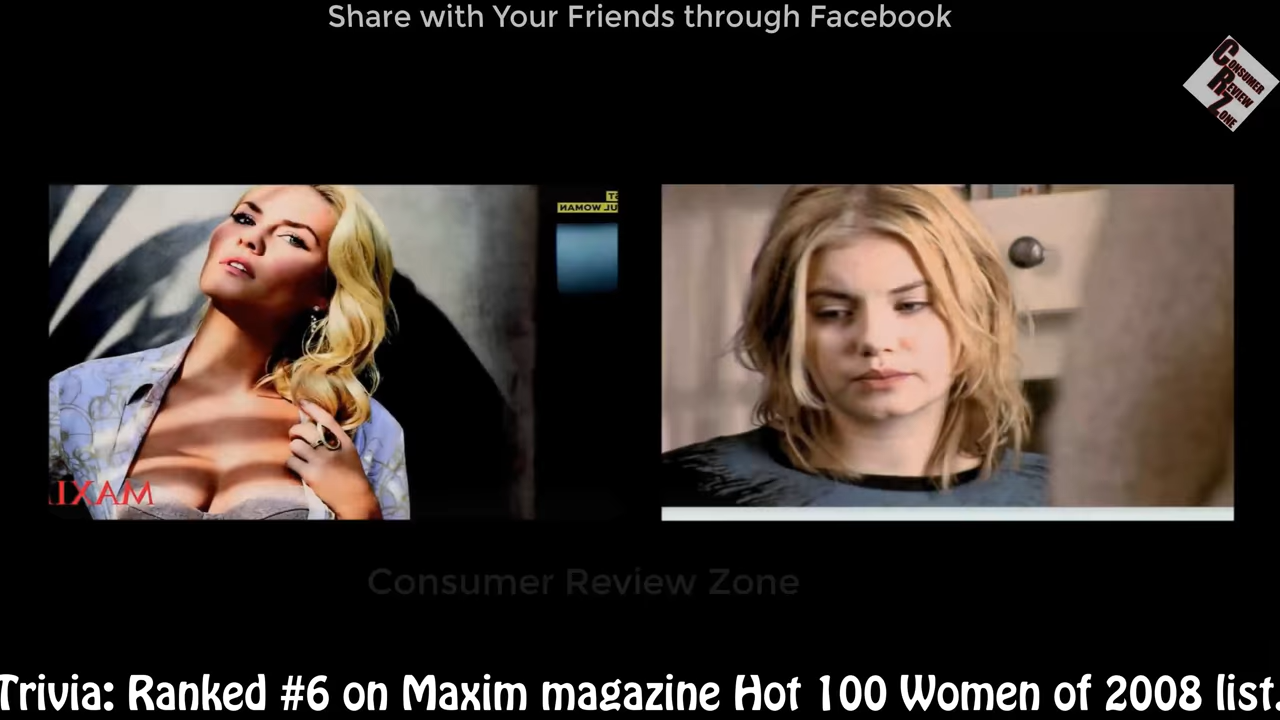 Share with Your Friends through Facebook
CONSUMER
REVIEW
ZONE
MAXI
Consumer Review Zone
Trivia: Ranked #6 on Maxim magazine Hot 100 Women of 2008 list.